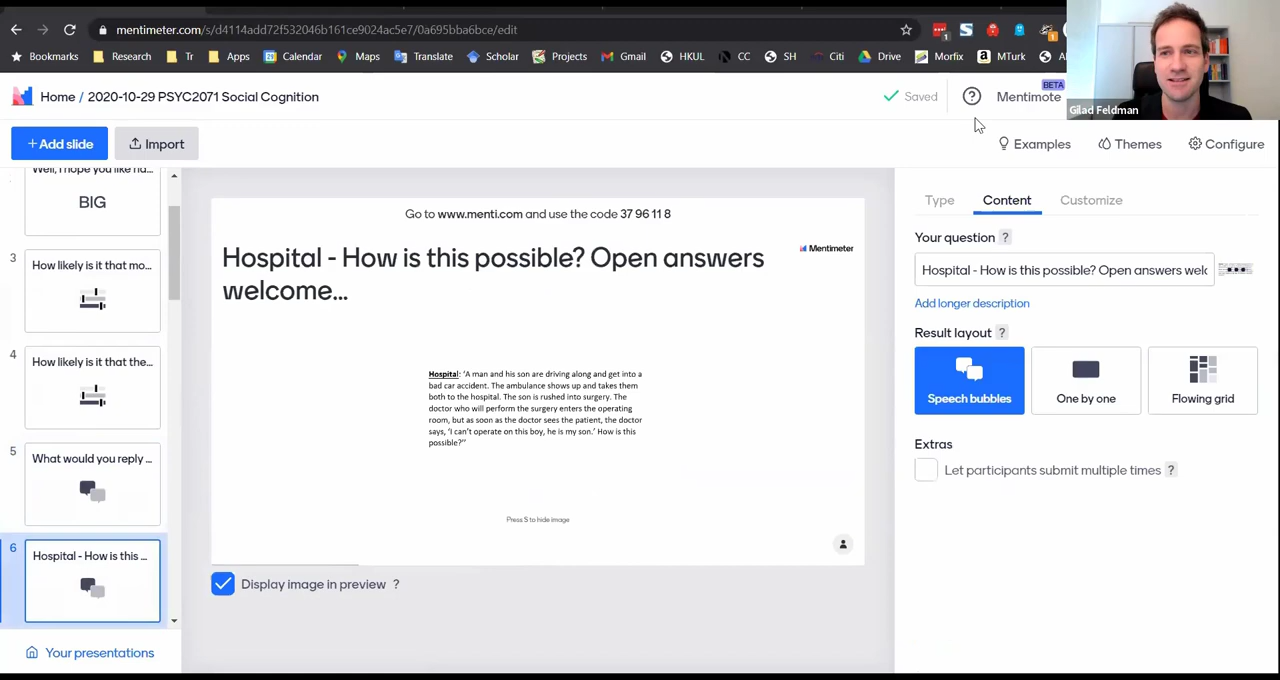 mentimeter.com/s/d4114add72f532046b161ce9024ac5e7/0a695bba6bce/edit
Bookmarks Research Tr Apps Calendar Maps Gmail Translate Scholar Projects HKUL CC SH Citi Drive Morfix MTurk
Home / 2020-10-29 PSYC2071 Social Cognition
Saved
Mentimote
BETA
Gilad Feldman
+ Add slide
Import
Examples
Themes
Configure
BIG
3
How likely is it that mo...
4
How likely is it that the...
5
What would you reply ...
6
Hospital - How is this ...
Your presentations
Go to www.menti.com and use the code 37 96 11 8
Mentimeter
Hospital - How is this possible? Open answers
welcome...
Hospital: 'A man and his son are driving along and get into a
bad car accident. The ambulance shows up and takes them
both to the hospital. The son is rushed into surgery. The
doctor who will perform the surgery enters the operating
room, but as soon as the doctor sees the patient, the doctor
says, 'I can't operate on this boy, he is my son.' How is this
possible?''
Press S to hide image
Display image in preview ?
Type Content Customize
Your question ?
Hospital - How is this possible? Open answers
Add longer description
Result layout ?
Speech bubbles
One by one
Flowing grid
Extras
Let participants submit multiple times ?